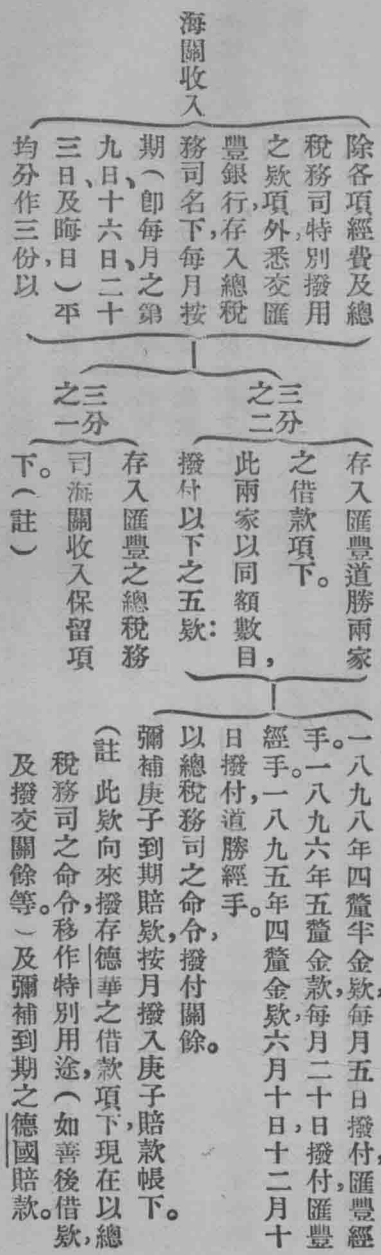 海關收入
除各項經費及總
稅務司特別撥用
之欵項外，悉交匯
豐銀行，存入總稅
務司名下，每月按
期（卽每月之第
九日、十六日、二十
三日及晦日）平
均分作三份，以
三分
之二
存入匯豐道勝兩家
之借款項下。
此兩家以同額數目，
撥付以下之五欵：
一八九八年四釐半金欵，每月五日撥付，匯豐經
手。一八九六年五釐金款，每月二十日撥付，匯豐
經手。一八九五年四釐金欵，六月十日，十二月十
日撥付，道勝經手。
以總稅務司之命令，撥付關餘。
彌補庚子到期賠欵，按月撥入庚子賠款帳下。
三分
之一
存入匯豐之總稅務
司海關收入保留項
下。（註）
（註　此欵向來撥存德華之借款項下，現在以總
稅務司之命令，移作特別用途，（如善後借欵，
及撥交關餘等。）及彌補到期之德國賠款。